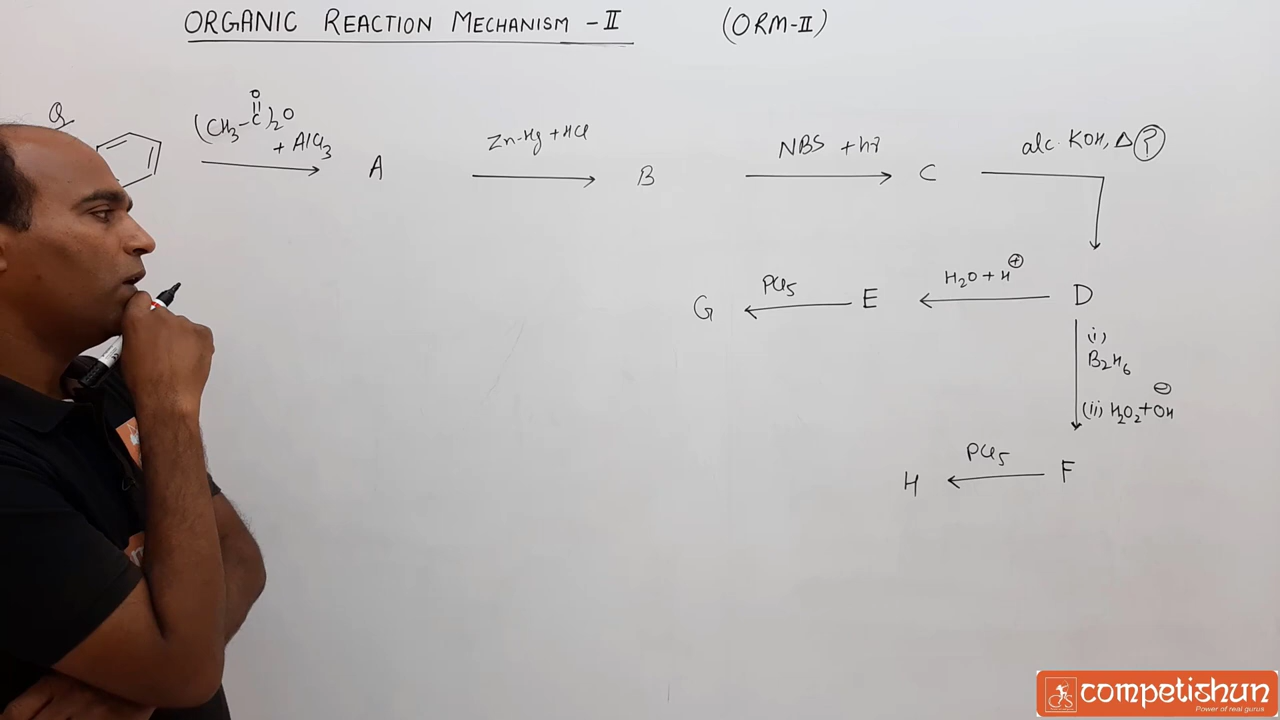 ORGANIC REACTION MECHANISM - II (ORM-II)
Q
(CH3-C)2O
O
+ AlCl3
A
Zn-Hg + HCl
B
NBS + hν
C
alc. KOH, Δ ?
G
PCl5
E
H2O + H⊕
D
(i)
B2H6
(ii) H2O2 + OH⊖
H
PCl5
F
competishun
Power of real gurus